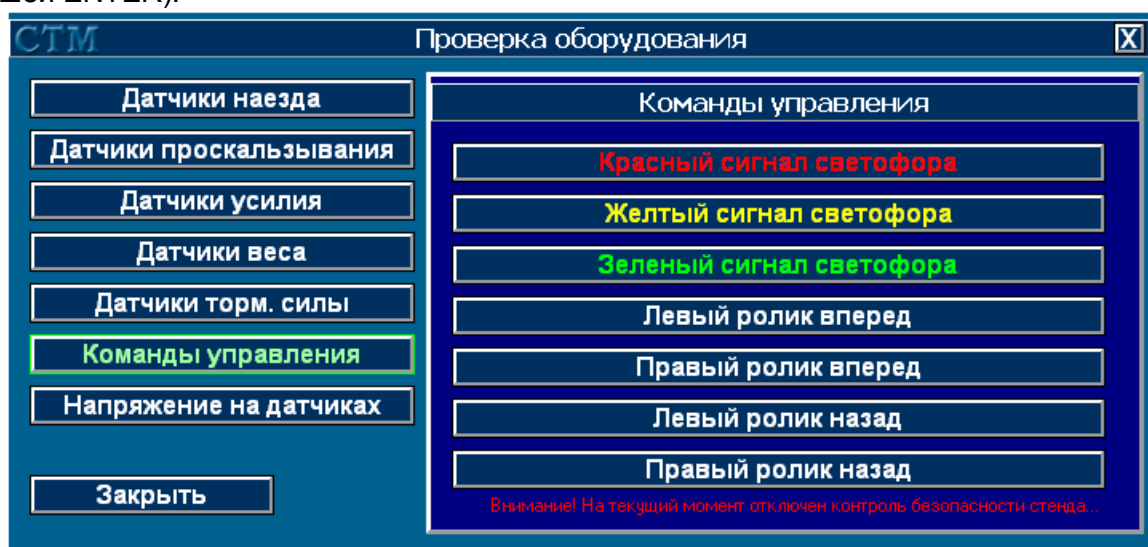 ENTER).
СТМ Проверка оборудования X
Датчики наезда
Датчики проскальзывания
Датчики усилия
Датчики веса
Датчики торм. силы
Команды управления
Напряжение на датчиках
Закрыть
Команды управления
Красный сигнал светофора
Желтый сигнал светофора
Зеленый сигнал светофора
Левый ролик вперед
Правый ролик вперед
Левый ролик назад
Правый ролик назад
Внимание! На текущий момент отключен контроль безопасности стенда...